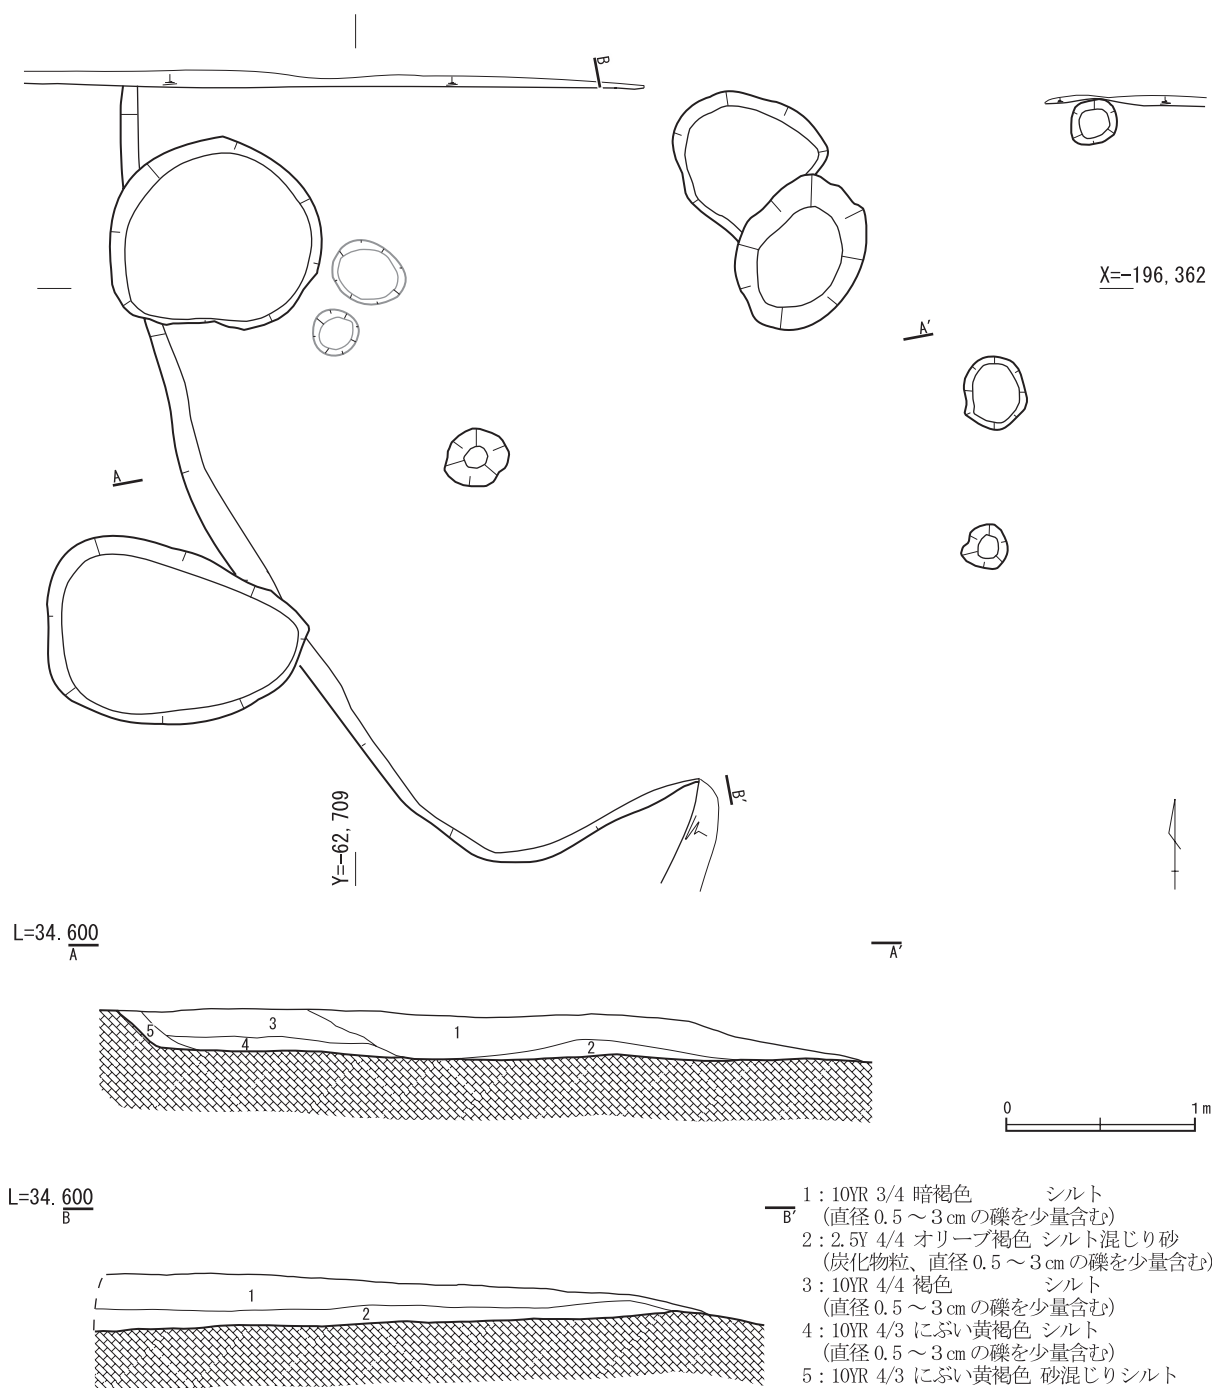 B
X=-196,362
A'
A
B'
Y=-62,709
L=34.600
A
A'
3
5
1
4
2
0 1m
L=34.600
B
B'
1
2
1：10YR 3/4 暗褐色 シルト
(直径 0.5～3㎝の礫を少量含む)
2：2.5Y 4/4 オリーブ褐色 シルト混じり砂
(炭化物粒、直径 0.5～3㎝の礫を少量含む)
3：10YR 4/4 褐色 シルト
(直径 0.5～3㎝の礫を少量含む)
4：10YR 4/3 にぶい黄褐色 シルト
(直径 0.5～3㎝の礫を少量含む)
5：10YR 4/3 にぶい黄褐色 砂混じりシルト